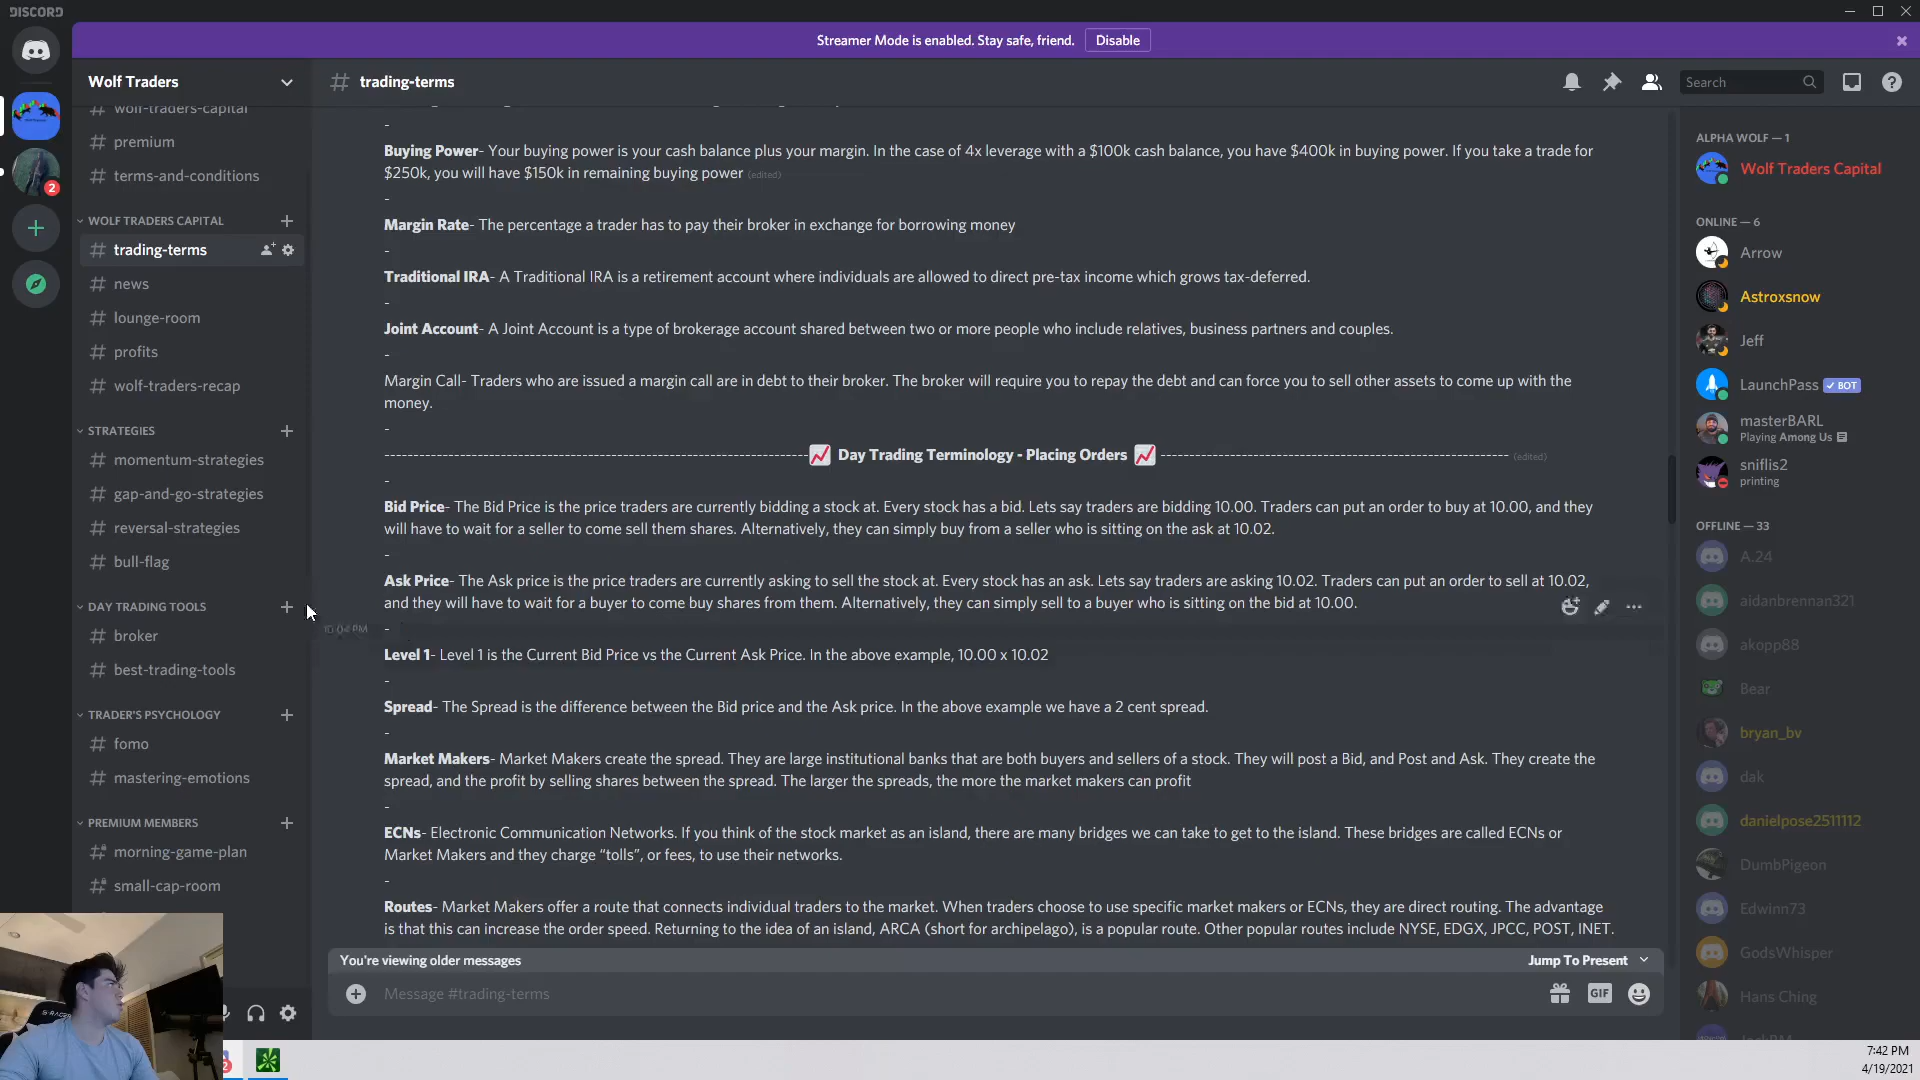 DISCORD
Streamer Mode is enabled. Stay safe, friend. Disable
Wolf Traders
wolf-traders-capital
premium
terms-and-conditions
WOLF TRADERS CAPITAL
trading-terms
news
lounge-room
profits
wolf-traders-recap
STRATEGIES
momentum-strategies
gap-and-go-strategies
reversal-strategies
bull-flag
DAY TRADING TOOLS
broker
best-trading-tools
TRADER'S PSYCHOLOGY
fomo
mastering-emotions
PREMIUM MEMBERS
morning-game-plan
small-cap-room
2
# trading-terms
Search
-
Buying Power- Your buying power is your cash balance plus your margin. In the case of 4x leverage with a $100k cash balance, you have $400k in buying power. If you take a trade for
$250k, you will have $150k in remaining buying power (edited)
-
Margin Rate- The percentage a trader has to pay their broker in exchange for borrowing money
-
Traditional IRA- A Traditional IRA is a retirement account where individuals are allowed to direct pre-tax income which grows tax-deferred.
-
Joint Account- A Joint Account is a type of brokerage account shared between two or more people who include relatives, business partners and couples.
-
Margin Call- Traders who are issued a margin call are in debt to their broker. The broker will require you to repay the debt and can force you to sell other assets to come up with the
money.
-
Day Trading Terminology - Placing Orders (edited)
-
Bid Price- The Bid Price is the price traders are currently bidding a stock at. Every stock has a bid. Lets say traders are bidding 10.00. Traders can put an order to buy at 10.00, and they
will have to wait for a seller to come sell them shares. Alternatively, they can simply buy from a seller who is sitting on the ask at 10.02.
-
Ask Price- The Ask price is the price traders are currently asking to sell the stock at. Every stock has an ask. Lets say traders are asking 10.02. Traders can put an order to sell at 10.02,
and they will have to wait for a buyer to come buy shares from them. Alternatively, they can simply sell to a buyer who is sitting on the bid at 10.00.
10:04 PM -
Level 1- Level 1 is the Current Bid Price vs the Current Ask Price. In the above example, 10.00 x 10.02
-
Spread- The Spread is the difference between the Bid price and the Ask price. In the above example we have a 2 cent spread.
-
Market Makers- Market Makers create the spread. They are large institutional banks that are both buyers and sellers of a stock. They will post a Bid, and Post and Ask. They create the
spread, and the profit by selling shares between the spread. The larger the spreads, the more the market makers can profit
-
ECNs- Electronic Communication Networks. If you think of the stock market as an island, there are many bridges we can take to get to the island. These bridges are called ECNs or
Market Makers and they charge “tolls”, or fees, to use their networks.
-
Routes- Market Makers offer a route that connects individual traders to the market. When traders choose to use specific market makers or ECNs, they are direct routing. The advantage
is that this can increase the order speed. Returning to the idea of an island, ARCA (short for archipelago), is a popular route. Other popular routes include NYSE, EDGX, JPCC, POST, INET.
You're viewing older messages Jump To Present
Message #trading-terms GIF
ALPHA WOLF — 1
Wolf Traders Capital
ONLINE — 6
Arrow
Astroxsnow
Jeff
LaunchPass BOT
masterBARL
Playing Among Us
sniflis2
printing
OFFLINE — 33
A.24
aidanbrennan321
akopp88
Bear
bryan_bv
dak
danielpose2511112
DumbPigeon
Edwinn73
GodsWhisper
Hans Ching
7:42 PM
4/19/2021